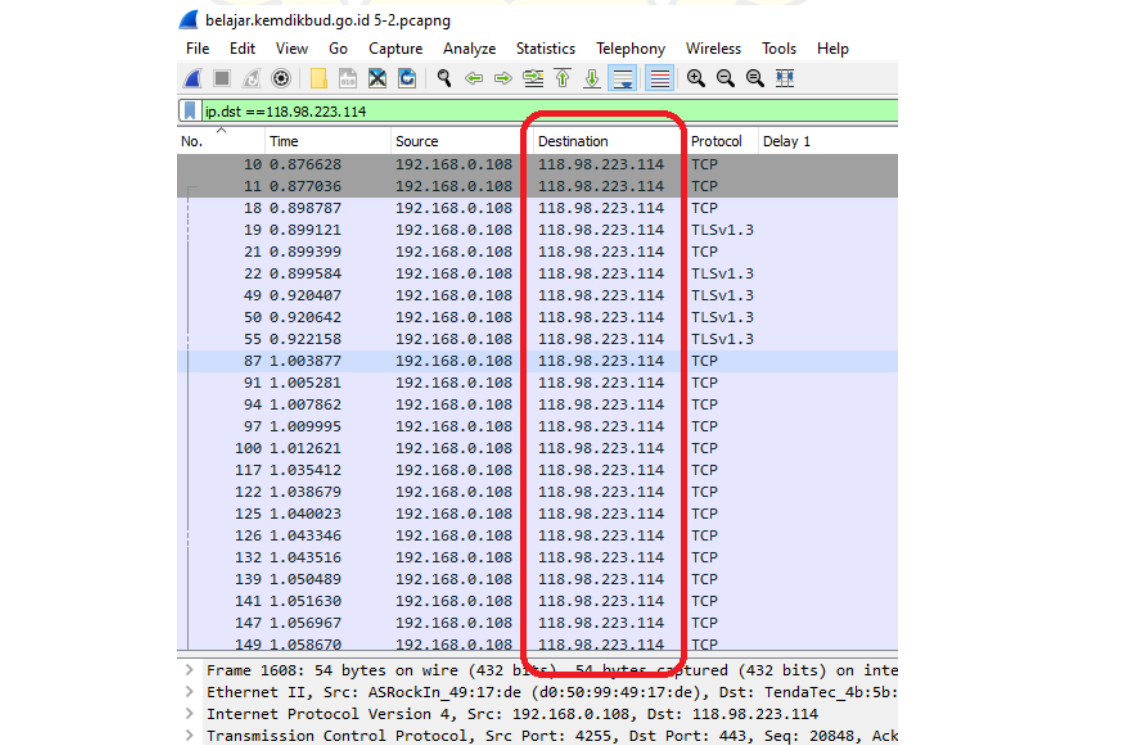 belajar.kemdikbud.go.id 5-2.pcapng
File Edit View Go Capture Analyze Statistics Telephony Wireless Tools Help
ip.dst ==118.98.223.114
No. Time Source Destination Protocol Delay 1
10 0.876628 192.168.0.108 118.98.223.114 TCP
11 0.877036 192.168.0.108 118.98.223.114 TCP
18 0.898787 192.168.0.108 118.98.223.114 TCP
19 0.899121 192.168.0.108 118.98.223.114 TLSv1.3
21 0.899399 192.168.0.108 118.98.223.114 TCP
22 0.899584 192.168.0.108 118.98.223.114 TLSv1.3
49 0.920407 192.168.0.108 118.98.223.114 TLSv1.3
50 0.920642 192.168.0.108 118.98.223.114 TLSv1.3
55 0.922158 192.168.0.108 118.98.223.114 TLSv1.3
87 1.003877 192.168.0.108 118.98.223.114 TCP
91 1.005281 192.168.0.108 118.98.223.114 TCP
94 1.007862 192.168.0.108 118.98.223.114 TCP
97 1.009995 192.168.0.108 118.98.223.114 TCP
100 1.012621 192.168.0.108 118.98.223.114 TCP
117 1.035412 192.168.0.108 118.98.223.114 TCP
122 1.038679 192.168.0.108 118.98.223.114 TCP
125 1.040023 192.168.0.108 118.98.223.114 TCP
126 1.043346 192.168.0.108 118.98.223.114 TCP
132 1.043516 192.168.0.108 118.98.223.114 TCP
139 1.050489 192.168.0.108 118.98.223.114 TCP
141 1.051630 192.168.0.108 118.98.223.114 TCP
147 1.056967 192.168.0.108 118.98.223.114 TCP
149 1.058670 192.168.0.108 118.98.223.114 TCP
Frame 1608: 54 bytes on wire (432 bits), 54 bytes captured (432 bits) on inte
Ethernet II, Src: ASRockIn_49:17:de (d0:50:99:49:17:de), Dst: TendaTec_4b:5b:
Internet Protocol Version 4, Src: 192.168.0.108, Dst: 118.98.223.114
Transmission Control Protocol, Src Port: 4255, Dst Port: 443, Seq: 20848, Ack